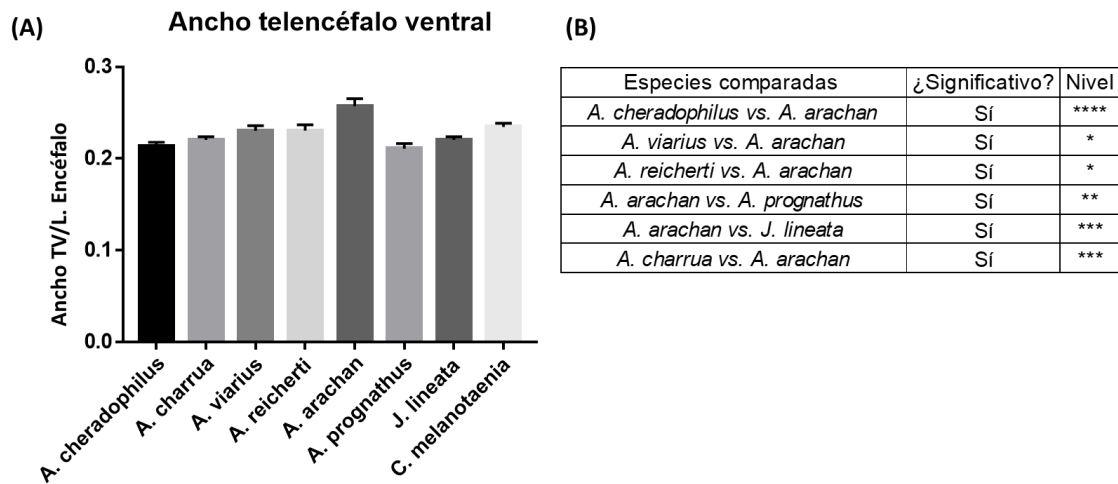 (A)
Ancho telencéfalo ventral
Ancho TV/L. Encéfalo
0.3
0.2
0.1
0.0
A. cheradophilus
A. charrua
A. viarius
A. reicherti
A. arachan
A. prognathus
J. lineata
C. melanotaenia
(B)
Especies comparadas ¿Significativo? Nivel
A. cheradophilus vs. A. arachan Sí ****
A. viarius vs. A. arachan Sí *
A. reicherti vs. A. arachan Sí *
A. arachan vs. A. prognathus Sí **
A. arachan vs. J. lineata Sí ***
A. charrua vs. A. arachan Sí ***